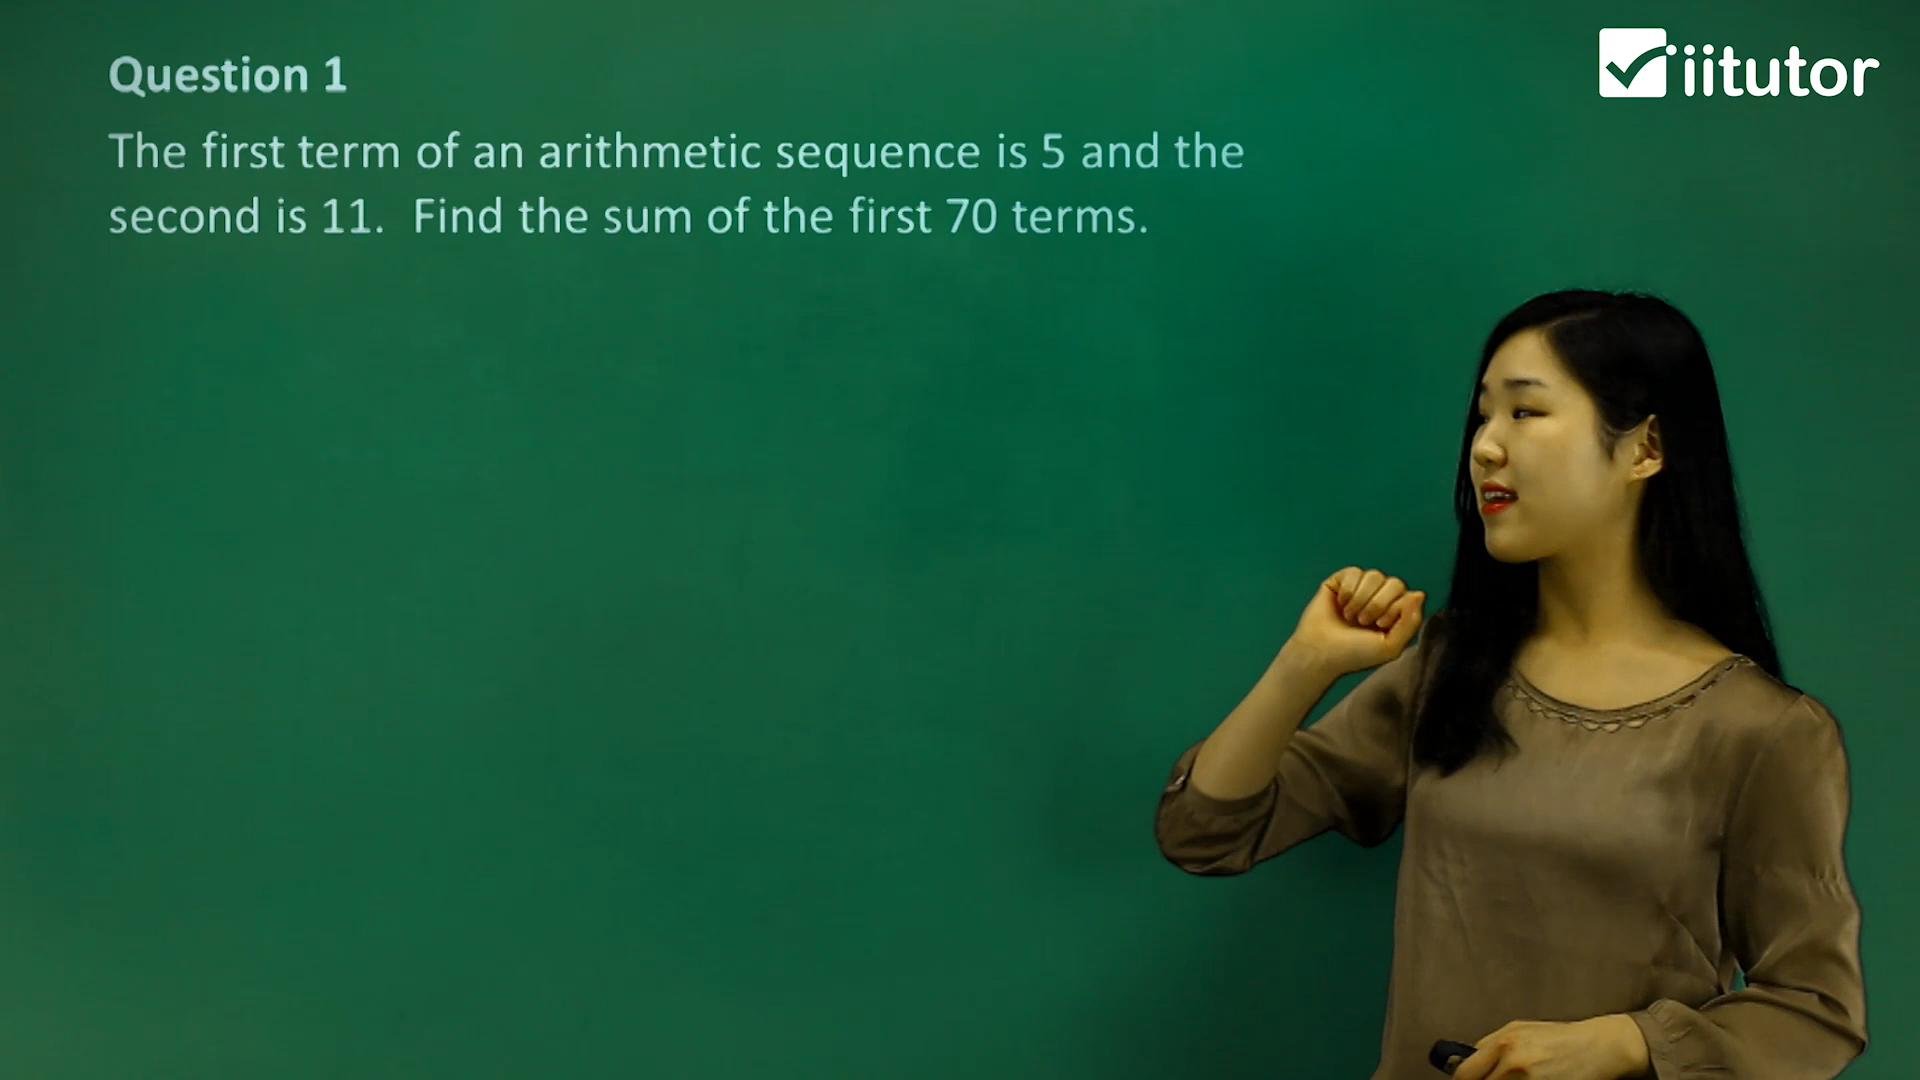 iitutor
Question 1
The first term of an arithmetic sequence is 5 and the
second is 11. Find the sum of the first 70 terms.